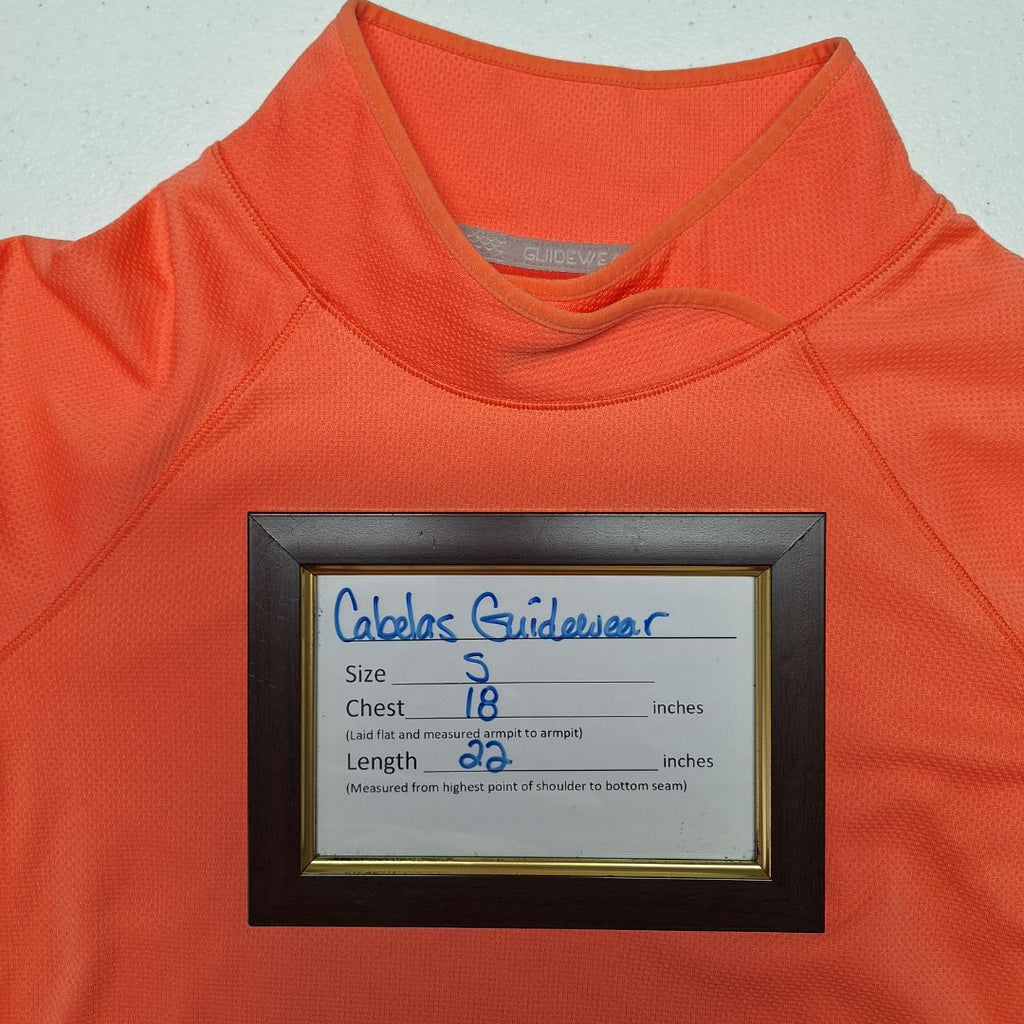 GUIDEWEA
Cabelas Guidewear
Size S
Chest 18 inches
(Laid flat and measured armpit to armpit)
Length 22 inches
(Measured from highest point of shoulder to bottom seam)